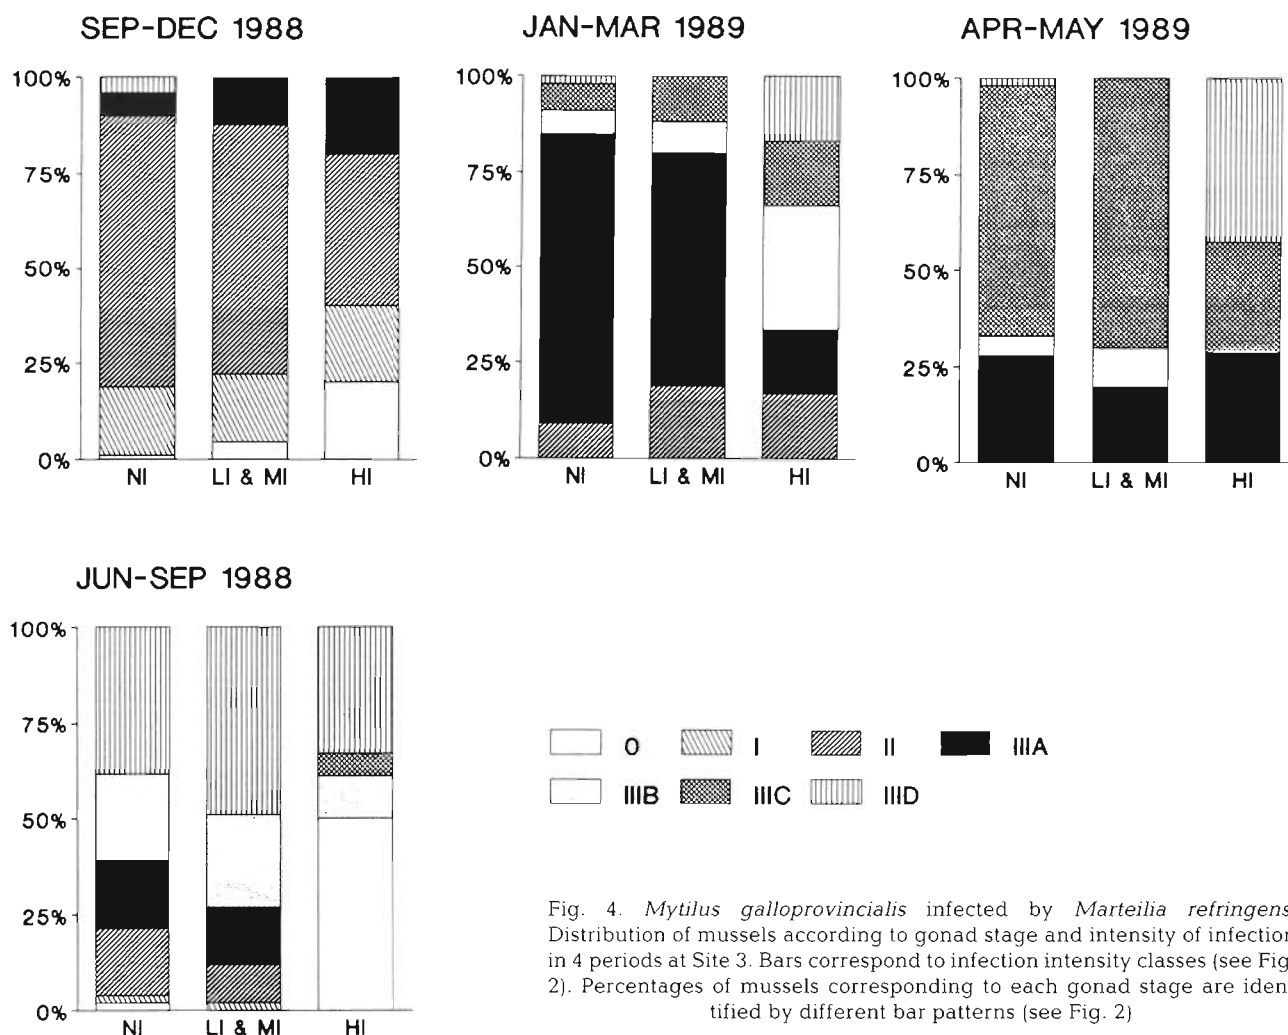 SEP-DEC 1988
JAN-MAR 1989
APR-MAY 1989
100%
75%
50%
25%
0%
NI LI & MI HI
100%
75%
50%
25%
0%
NI LI & MI HI
100%
75%
50%
25%
0%
NI LI & MI HI
JUN-SEP 1988
100%
75%
50%
25%
0%
NI LI & MI HI
0 I II IIIA
IIIB IIIC IIID
Fig. 4. Mytilus galloprovincialis infected by Marteilia refringens
Distribution of mussels according to gonad stage and intensity of infection
in 4 periods at Site 3. Bars correspond to infection intensity classes (see Fig
2). Percentages of mussels corresponding to each gonad stage are iden-
tified by different bar patterns (see Fig. 2)